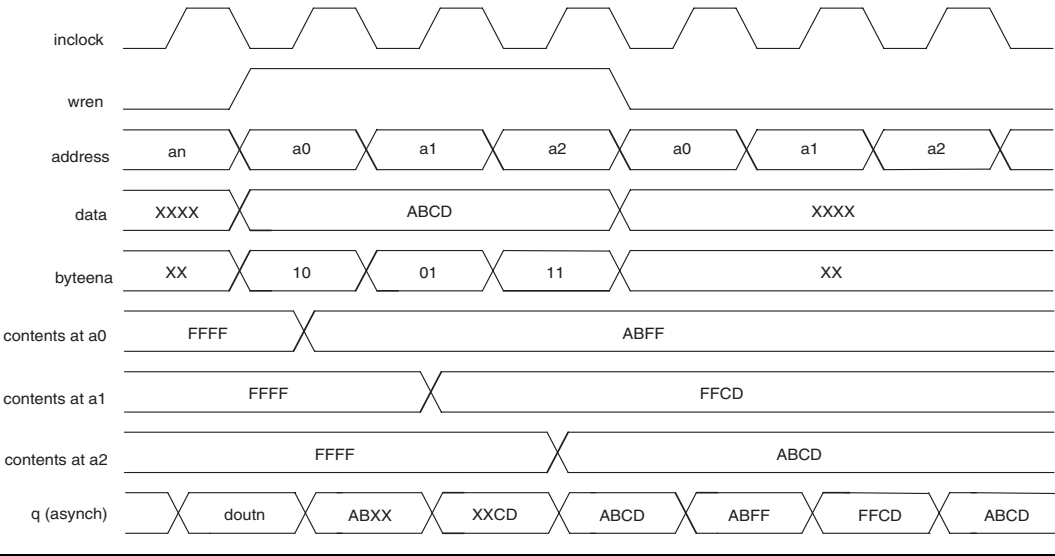 inclock
wren
address an a0 a1 a2 a0 a1 a2
data XXXX ABCD XXXX
byteena XX 10 01 11 XX
contents at a0 FFFF ABFF
contents at a1 FFFF FFCD
contents at a2 FFFF ABCD
q (asynch) doutn ABXX XXCD ABCD ABFF FFCD ABCD